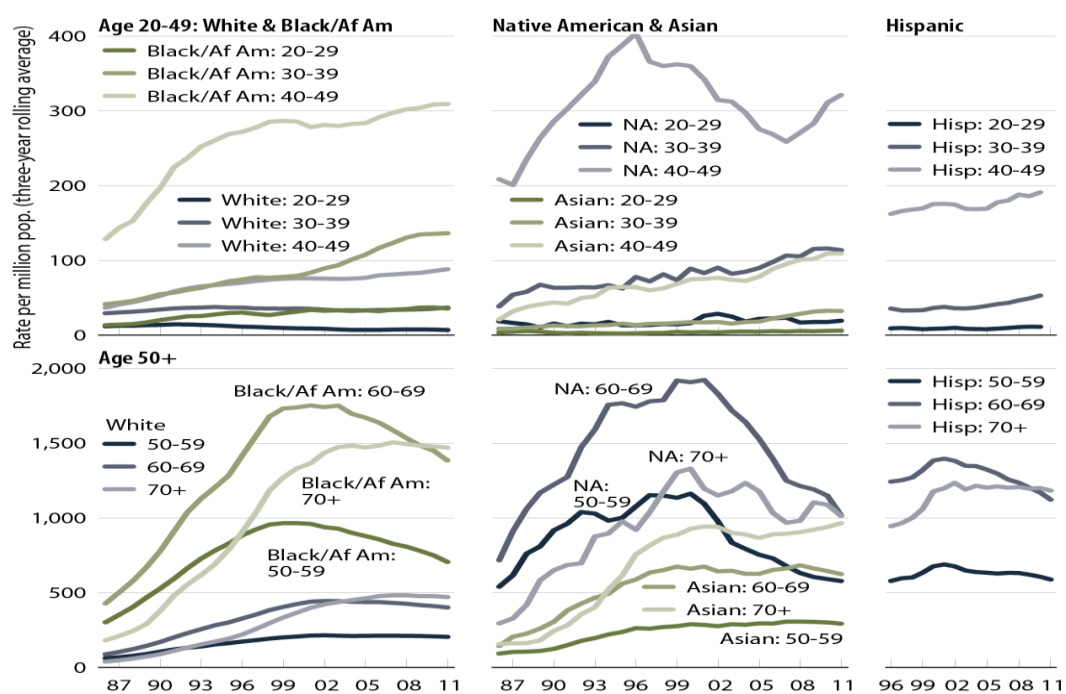 Rate per million pop. (three-year rolling average)
Age 20-49: White & Black/Af Am
400
Black/Af Am: 20-29
Black/Af Am: 30-39
Black/Af Am: 40-49
300
200
White: 20-29
White: 30-39
White: 40-49
100
0
Native American & Asian
NA: 20-29
NA: 30-39
NA: 40-49
Asian: 20-29
Asian: 30-39
Asian: 40-49
Hispanic
Hisp: 20-29
Hisp: 30-39
Hisp: 40-49
Age 50+
2,000
Black/Af Am: 60-69
White
1,500
50-59
60-69
70+
Black/Af Am:
70+
1,000
Black/Af Am:
50-59
500
0
87 90 93 96 99 02 05 08 11
NA: 60-69
NA: 70+
NA:
50-59
Asian: 60-69
Asian: 70+
Asian: 50-59
87 90 93 96 99 02 05 08 11
Hisp: 50-59
Hisp: 60-69
Hisp: 70+
96 99 02 05 08 11